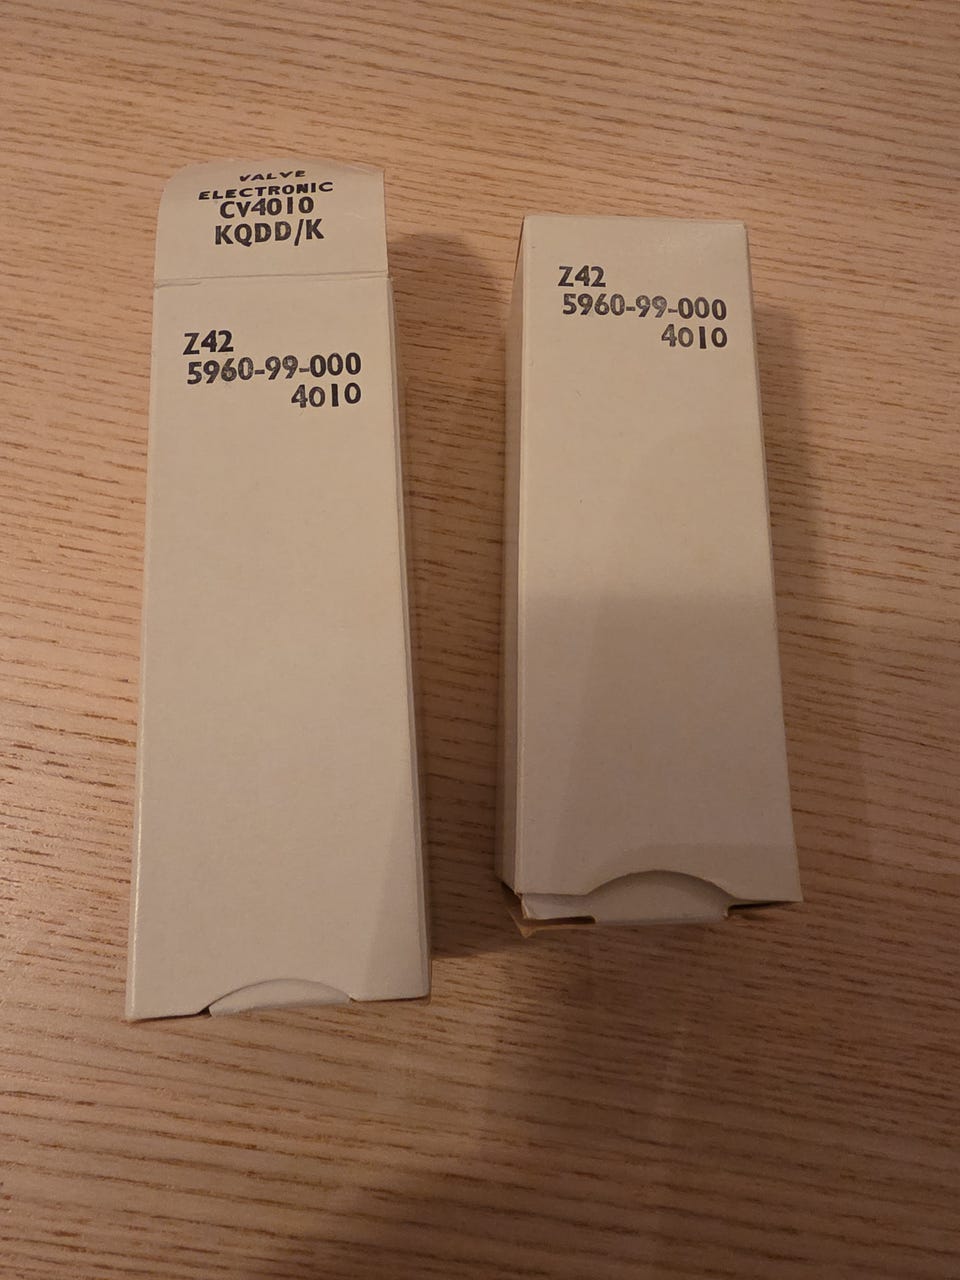 VALVE
ELECTRONIC
CV4010
KQDD/K
Z42
5960-99-000
4010
Z42
5960-99-000
4010